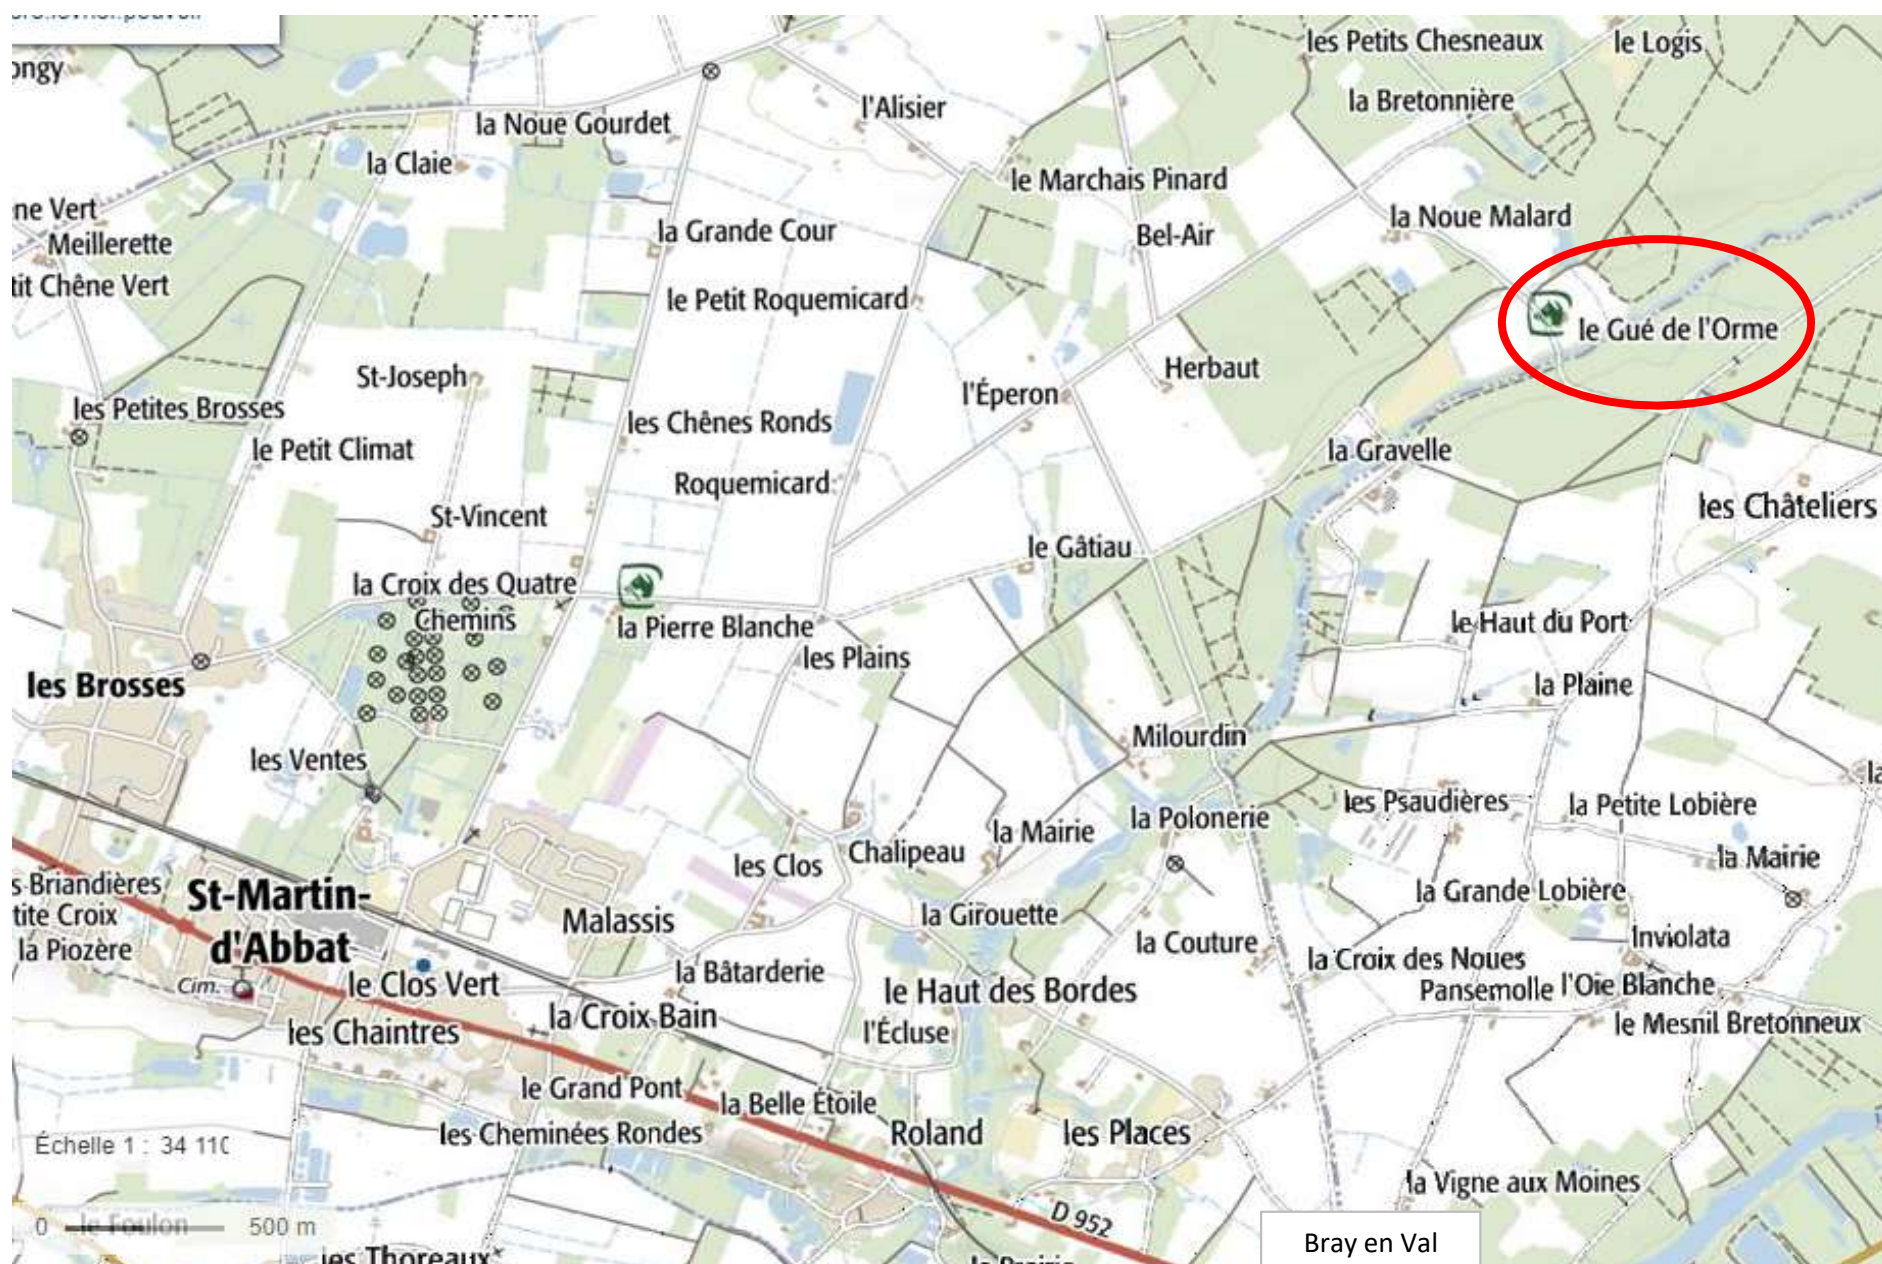 les Petits Chesneaux
le Logis
l'Alisier
la Bretonnière
la Noue Gourdet
la Claie
le Marchais Pinard
la Noue Malard
Meillerette
la Grande Cour
Bel-Air
le Petit Roquemicard
le Gué de l'Orme
Herbaut
St-Joseph
l'Éperon
les Petites Brosses
les Chênes Ronds
le Petit Climat
la Gravelle
Roquemicard
les Châteliers
St-Vincent
le Gâtiau
la Croix des Quatre
Chemins
la Pierre Blanche
le Haut du Port
les Plains
les Brosses
la Plaine
Milourdin
les Ventes
les Psaudières
la Petite Lobière
la Polonerie
la Mairie
Chalipeau
les Clos
la Mairie
Briandières
St-Martin-
d'Abbat
la Grande Lobière
tite Croix
Malassis
la Girouette
la Piozère
la Couture
Inviolata
la Croix des Noues
la Bâtarderie
Cim.
le Clos Vert
le Haut des Bordes
Pansemolle
l'Oie Blanche
les Chaintres
la Croix Bain
l'Écluse
le Mesnil Bretonneux
le Grand Pont
la Belle Étoile
les Cheminées Rondes
Roland
les Places
Échelle 1 : 34 110
la Vigne aux Moines
0
le Foulon
500 m
D 952
Bray en Val
les Thoreaux